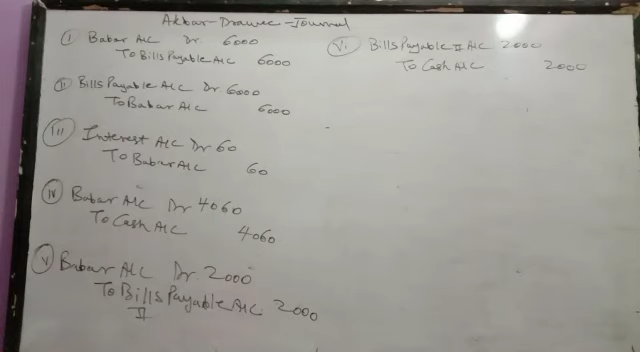 Akbar - Drawee - Journal
(i) Babar A/c Dr. 6000
To Bills Payable A/c 6000
(ii) Bills Payable A/c Dr 6000
To Babar A/c 6000
(iii) Interest A/c Dr 60
To Babar A/c 60
(iv) Babar A/c Dr 4060
To Cash A/c 4060
(v) Babar A/c Dr 2000
To Bills Payable A/c 2000
II
(vi) Bills Payable II A/c 2000
To Cash A/c 2000